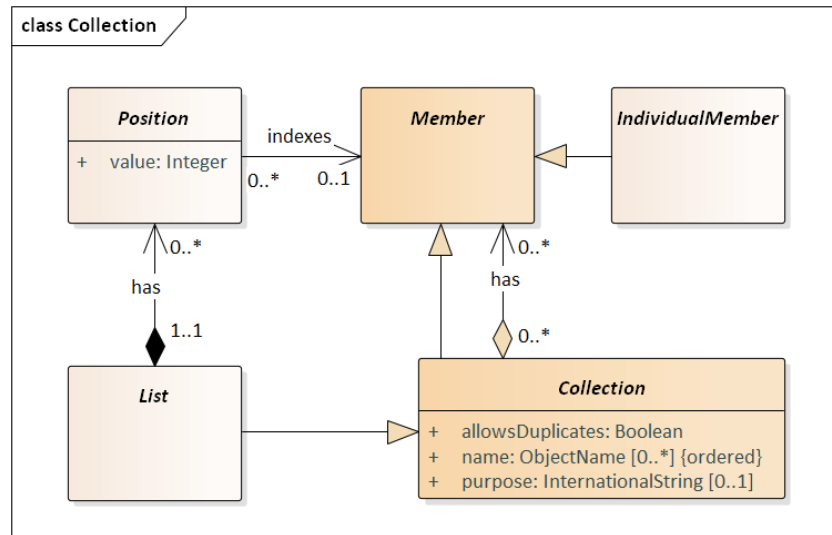 class Collection
Position
+ value: Integer
indexes
0..*
0..1
Member
IndividualMember
0..*
has
1..1
0..*
has
0..*
List
Collection
+ allowsDuplicates: Boolean
+ name: ObjectName [0..*] {ordered}
+ purpose: InternationalString [0..1]